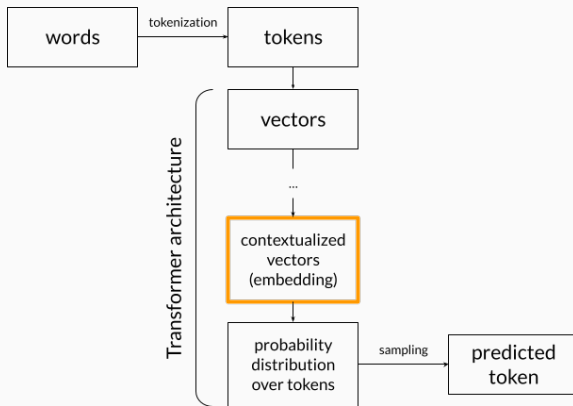 words
tokenization
tokens
vectors
...
Transformer architecture
contextualized
vectors
(embedding)
probability
distribution
over tokens
sampling
predicted
token